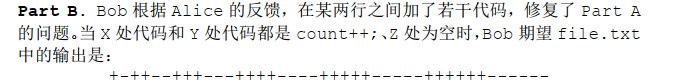 Part B. Bob 根据 Alice 的反馈，在某两行之间加了若干代码，修复了 Part A
的问题。当 X 处代码和 Y 处代码都是 count++;、Z 处为空时，Bob 期望 file.txt
中的输出是：
+-++--+++---++++----+++++-----++++++------